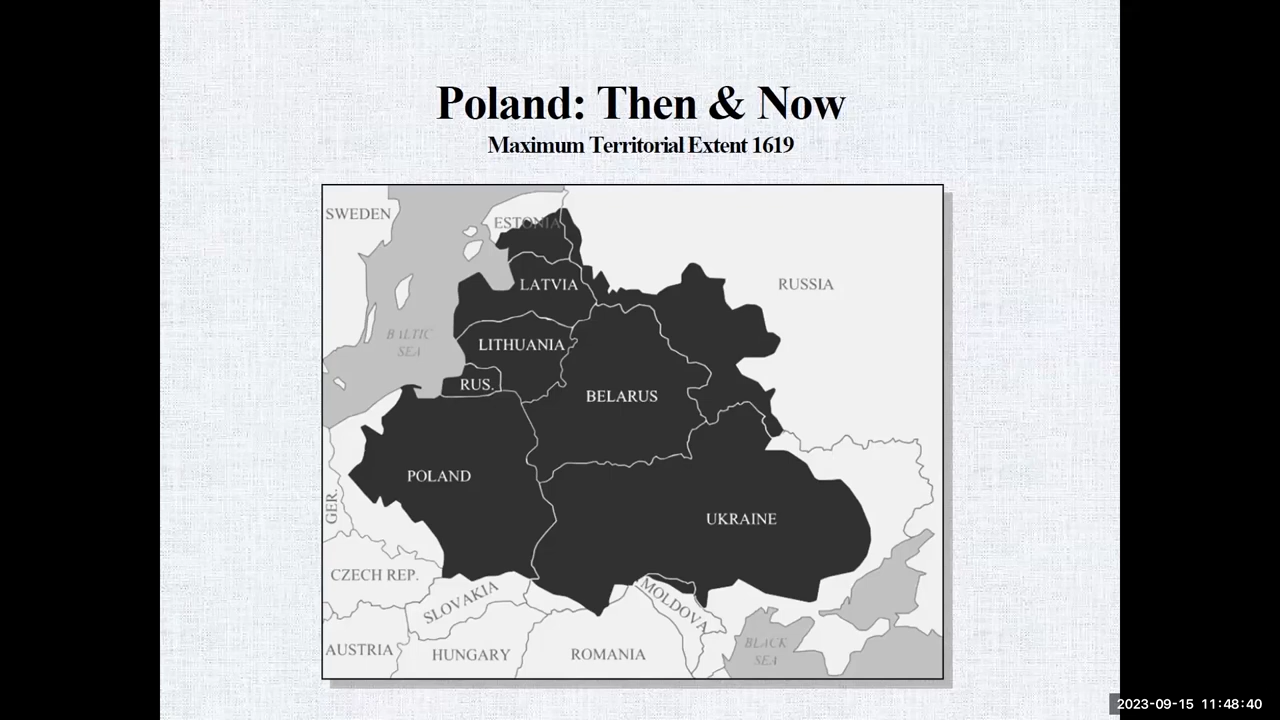 Poland: Then & Now
Maximum Territorial Extent 1619
SWEDEN
ESTONIA
RUSSIA
LATVIA
BALTIC
SEA
LITHUANIA
RUS.
BELARUS
POLAND
GER.
UKRAINE
CZECH REP.
SLOVAKIA
MOLDOVA
AUSTRIA
HUNGARY
ROMANIA
BLACK
SEA
2023-09-15 11:48:40